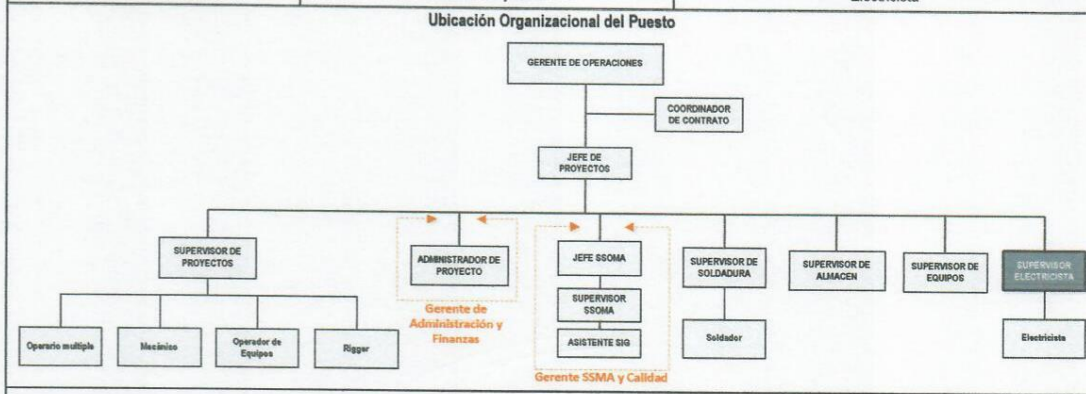 Ubicación Organizacional del Puesto
GERENTE DE OPERACIONES
COORDINADOR
DE CONTRATO
JEFE DE
PROYECTOS
SUPERVISOR DE
PROYECTOS
ADMINISTRADOR DE
PROYECTO
JEFE SSOMA
SUPERVISOR DE
SOLDADURA
SUPERVISOR DE
ALMACEN
SUPERVISOR DE
EQUIPOS
SUPERVISOR
ELECTRICISTA
SUPERVISOR
SSOMA
Gerente de
Administración y
Finanzas
Operario multiple
Mecánico
Operador de
Equipos
Rigger
ASISTENTE SIG
Soldador
Electricista
Gerente SSMA y Calidad